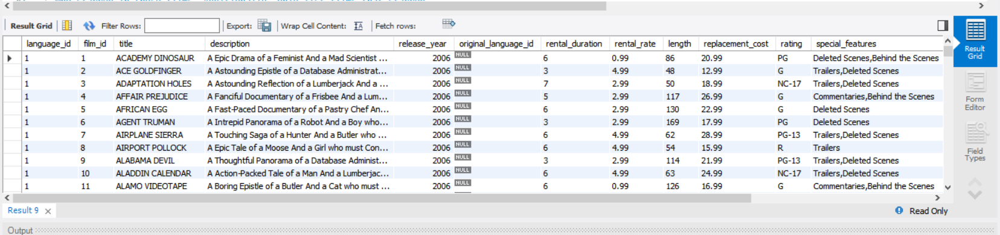 Result Grid Filter Rows: Export: Wrap Cell Content: Fetch rows:
language_id film_id title description release_year original_language_id rental_duration rental_rate length replacement_cost rating special_features
1 1 ACADEMY DINOSAUR A Epic Drama of a Feminist And a Mad Scientist ... 2006 NULL 6 0.99 86 20.99 PG Deleted Scenes,Behind the Scenes
1 2 ACE GOLDFINGER A Astounding Epistle of a Database Administrat... 2006 NULL 3 4.99 48 12.99 G Trailers,Deleted Scenes
1 3 ADAPTATION HOLES A Astounding Reflection of a Lumberjack And a ... 2006 NULL 7 2.99 50 18.99 NC-17 Trailers,Deleted Scenes
1 4 AFFAIR PREJUDICE A Fanciful Documentary of a Frisbee And a Lum... 2006 NULL 5 2.99 117 26.99 G Commentaries,Behind the Scenes
1 5 AFRICAN EGG A Fast-Paced Documentary of a Pastry Chef An... 2006 NULL 6 2.99 130 22.99 G Deleted Scenes
1 6 AGENT TRUMAN A Intrepid Panorama of a Robot And a Boy who... 2006 NULL 3 2.99 169 17.99 PG Deleted Scenes
1 7 AIRPLANE SIERRA A Touching Saga of a Hunter And a Butler who ... 2006 NULL 6 4.99 62 28.99 PG-13 Trailers,Deleted Scenes
1 8 AIRPORT POLLOCK A Epic Tale of a Moose And a Girl who must Con... 2006 NULL 6 4.99 54 15.99 R Trailers
1 9 ALABAMA DEVIL A Thoughtful Panorama of a Database Administ... 2006 NULL 3 2.99 114 21.99 PG-13 Trailers,Deleted Scenes
1 10 ALADDIN CALENDAR A Action-Packed Tale of a Man And a Lumberjac... 2006 NULL 6 4.99 63 24.99 NC-17 Trailers,Deleted Scenes
1 11 ALAMO VIDEOTAPE A Boring Epistle of a Butler And a Cat who must ... 2006 NULL 6 0.99 126 16.99 G Commentaries,Behind the Scenes
Result
Grid
Form
Editor
Field
Types
Result 9
Read Only
Output